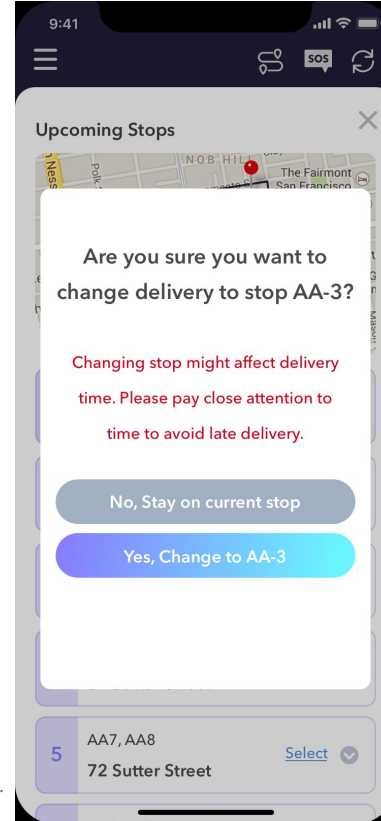 9:41
SOS
Upcoming Stops
NOB HILL
Polk
The Fairmont
San Francisco
Are you sure you want to
change delivery to stop AA-3?
Changing stop might affect delivery
time. Please pay close attention to
time to avoid late delivery.
No, Stay on current stop
Yes, Change to AA-3
5
AA7, AA8
Select
72 Sutter Street